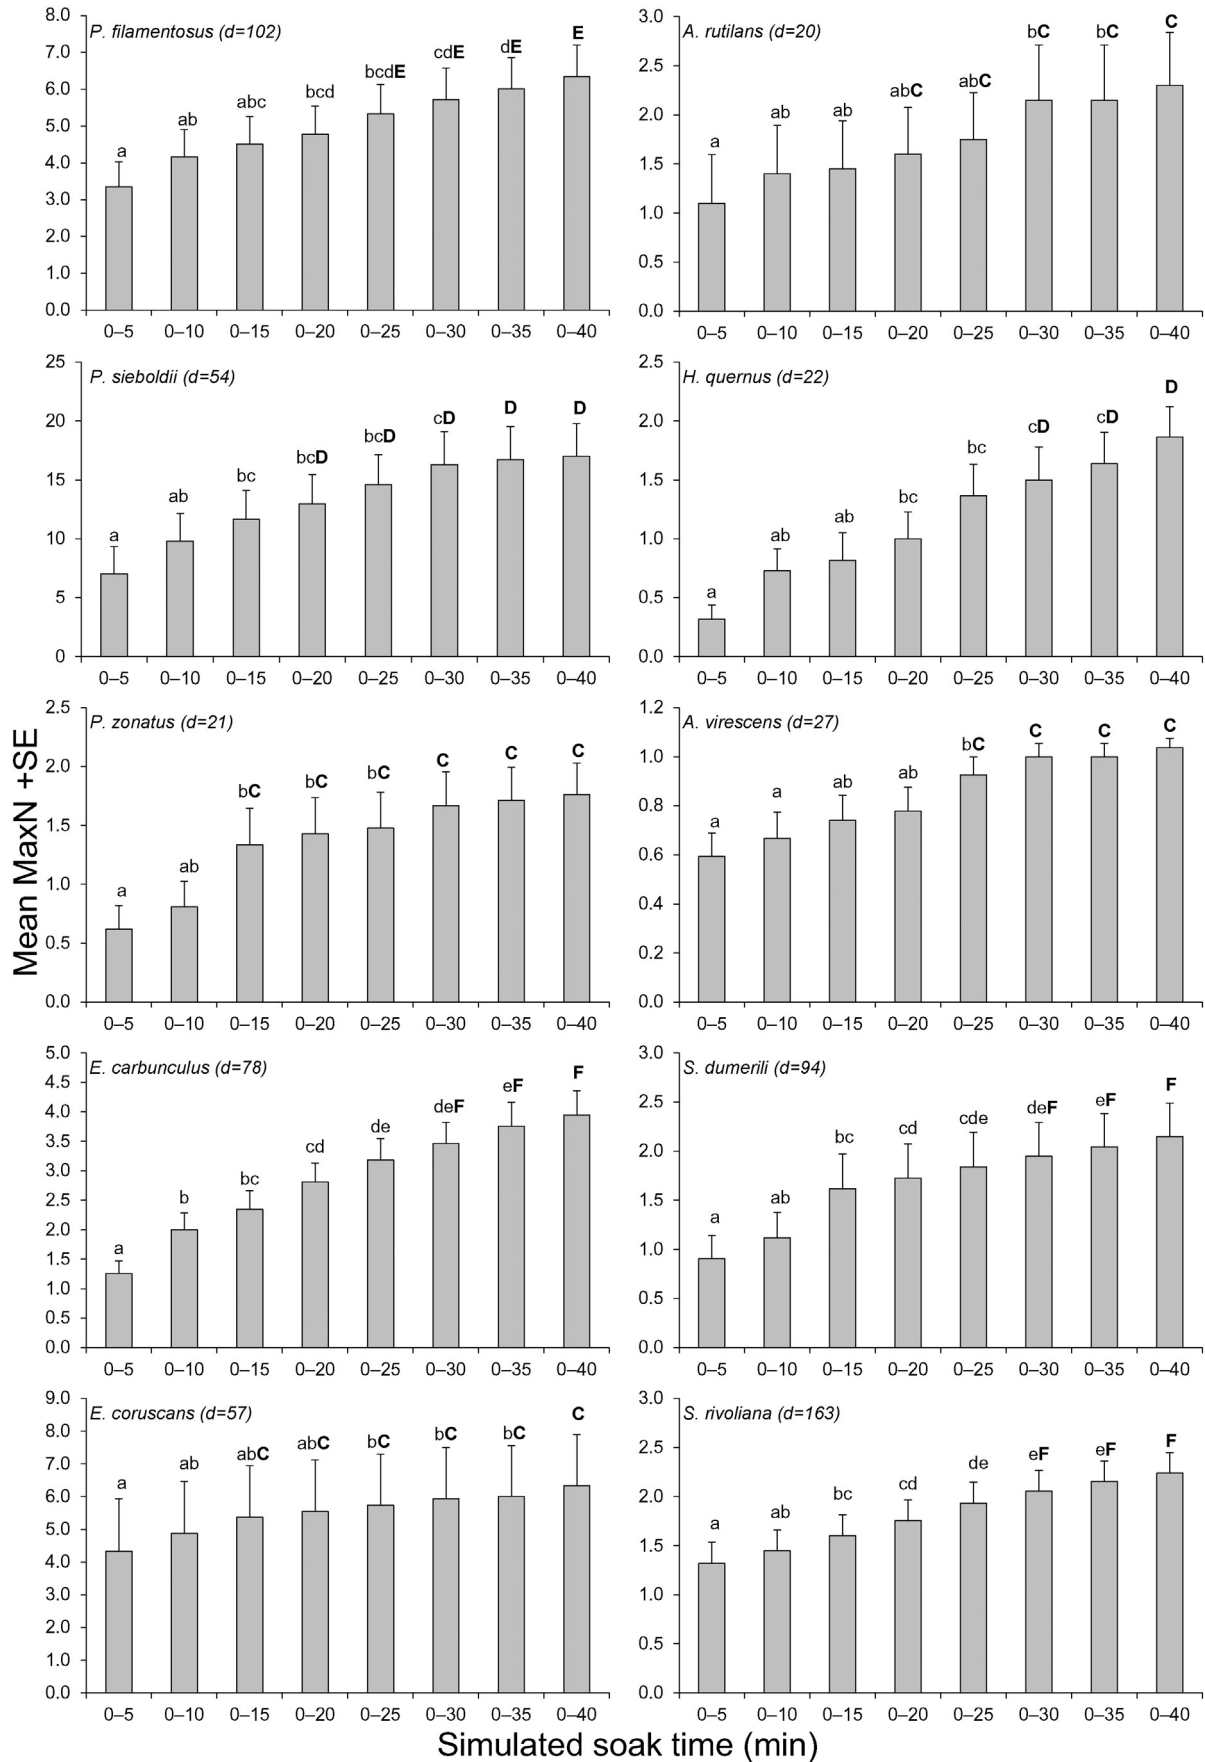 Mean MaxN +SE
P. filamentosus (d=102)
8.0
7.0
6.0
5.0
4.0
3.0
2.0
1.0
0.0
a
ab
abc
bcd
bcdE
cdE
dE
E
0–5 0–10 0–15 0–20 0–25 0–30 0–35 0–40
A. rutilans (d=20)
3.0
2.5
2.0
1.5
1.0
0.5
0.0
a
ab
ab
abC
abC
bC
bC
C
0–5 0–10 0–15 0–20 0–25 0–30 0–35 0–40
P. sieboldii (d=54)
25
20
15
10
5
0
a
ab
bc
bcD
bcD
cD
D
D
0–5 0–10 0–15 0–20 0–25 0–30 0–35 0–40
H. quernus (d=22)
2.5
2.0
1.5
1.0
0.5
0.0
a
ab
ab
bc
bc
cD
cD
D
0–5 0–10 0–15 0–20 0–25 0–30 0–35 0–40
P. zonatus (d=21)
2.5
2.0
1.5
1.0
0.5
0.0
a
ab
bC
bC
bC
C
C
C
0–5 0–10 0–15 0–20 0–25 0–30 0–35 0–40
A. virescens (d=27)
1.2
1.0
0.8
0.6
0.4
0.2
0.0
a
a
ab
ab
bC
C
C
C
0–5 0–10 0–15 0–20 0–25 0–30 0–35 0–40
E. carbunculus (d=78)
5.0
4.5
4.0
3.5
3.0
2.5
2.0
1.5
1.0
0.5
0.0
a
b
bc
cd
de
deF
eF
F
0–5 0–10 0–15 0–20 0–25 0–30 0–35 0–40
S. dumerili (d=94)
3.0
2.5
2.0
1.5
1.0
0.5
0.0
a
ab
bc
cd
cde
deF
eF
F
0–5 0–10 0–15 0–20 0–25 0–30 0–35 0–40
E. coruscans (d=57)
9.0
8.0
7.0
6.0
5.0
4.0
3.0
2.0
1.0
0.0
a
ab
abC
abC
bC
bC
bC
C
0–5 0–10 0–15 0–20 0–25 0–30 0–35 0–40
S. rivoliana (d=163)
3.0
2.5
2.0
1.5
1.0
0.5
0.0
a
ab
bc
cd
de
eF
eF
F
0–5 0–10 0–15 0–20 0–25 0–30 0–35 0–40
Simulated soak time (min)